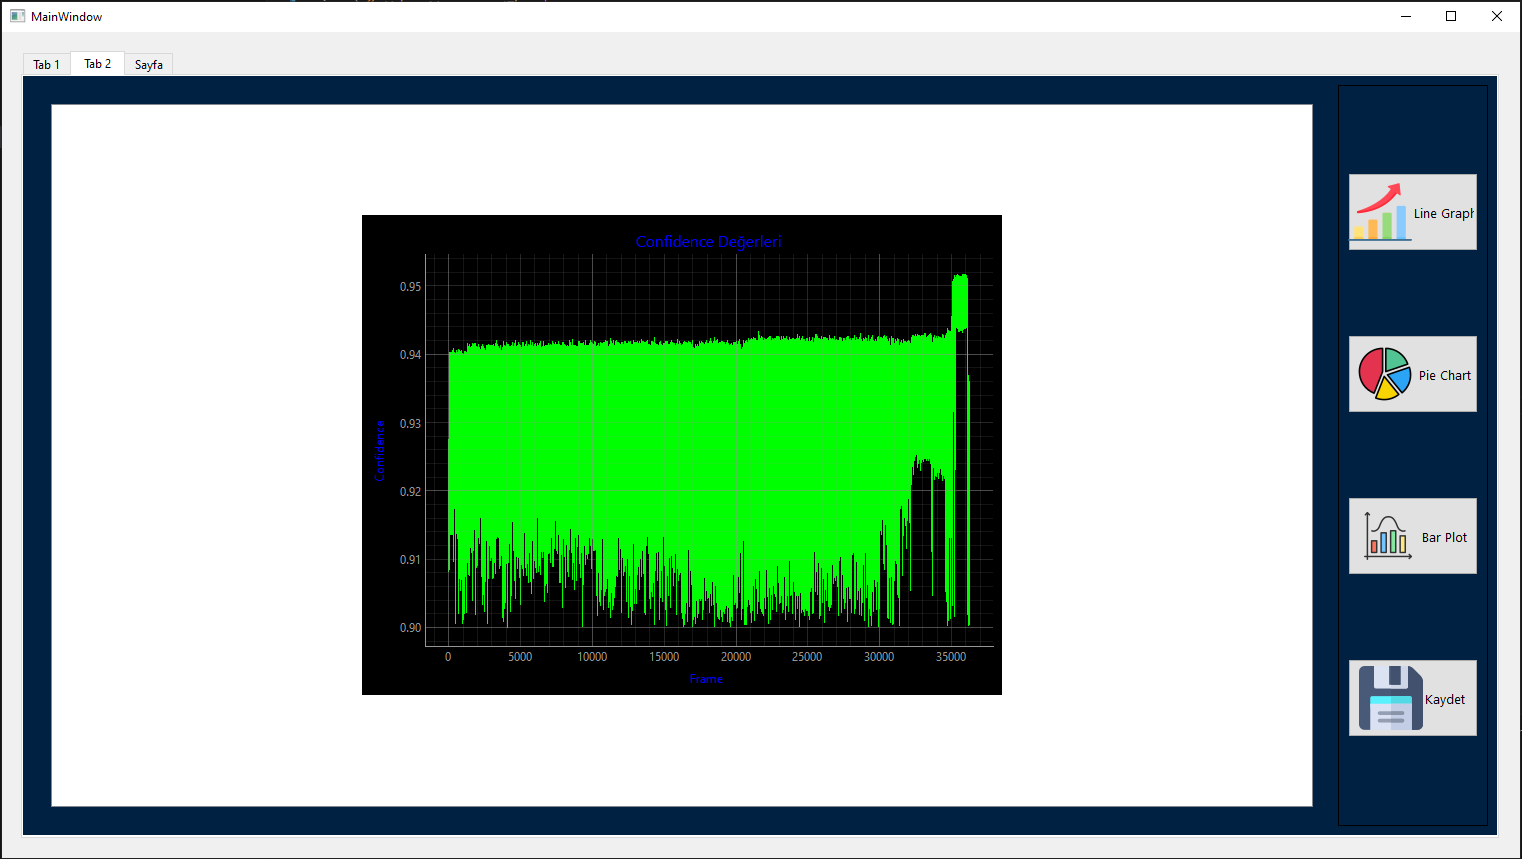 MainWindow
Tab 1
Tab 2
Sayfa
Confidence Değerleri
0.95
0.94
0.93
0.92
0.91
0.90
Confidence
0 5000 10000 15000 20000 25000 30000 35000
Frame
Line Graph
Pie Chart
Bar Plot
Kaydet